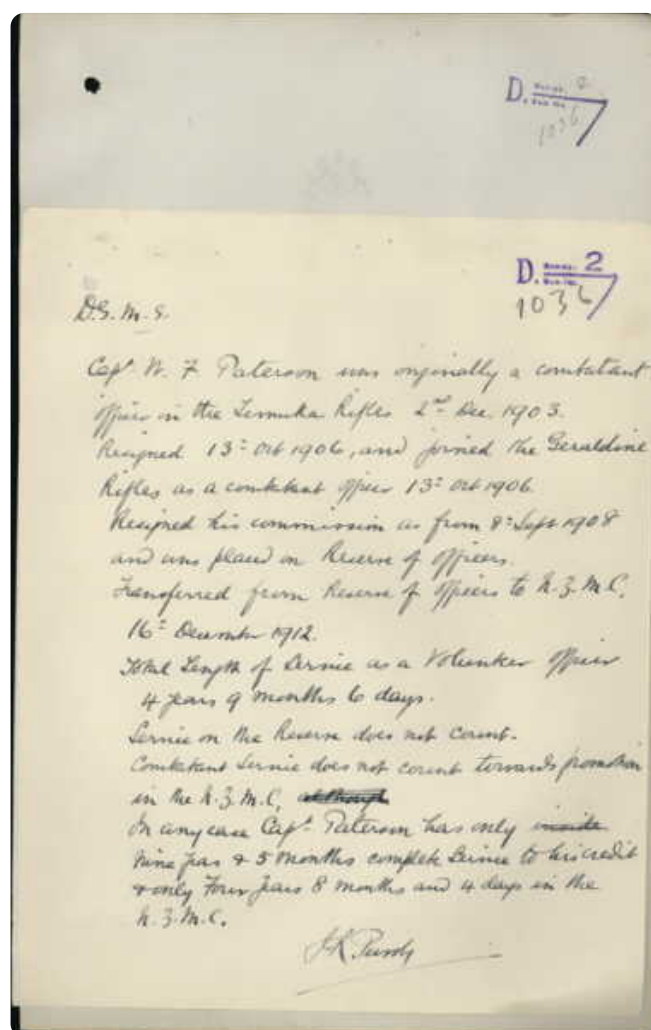 D.
1036
D. 2
1036
D.G.M.S.
Capt W. F Paterson was originally a combatant
officer in the Temuka Rifles 2nd Dec. 1903.
Resigned 13th Oct 1906, and joined the Geraldine
Rifles as a combatant officer 13th Oct 1906.
Resigned his commission as from 8th Sept 1908
and was placed on Reserve of Officers.
Transferred from Reserve of Officers to N.Z.M.C.
16th December 1912.
Total Length of Service as a Volunteer Officer
4 years 9 months 6 days.
Service on the Reserve does not count.
Combatant Service does not count towards promotion
in the N.Z.M.C, although
In any case Capt. Paterson has only inside
nine years & 5 months complete Service to his credit
& only Four years 8 months and 4 days in the
N.Z.M.C.